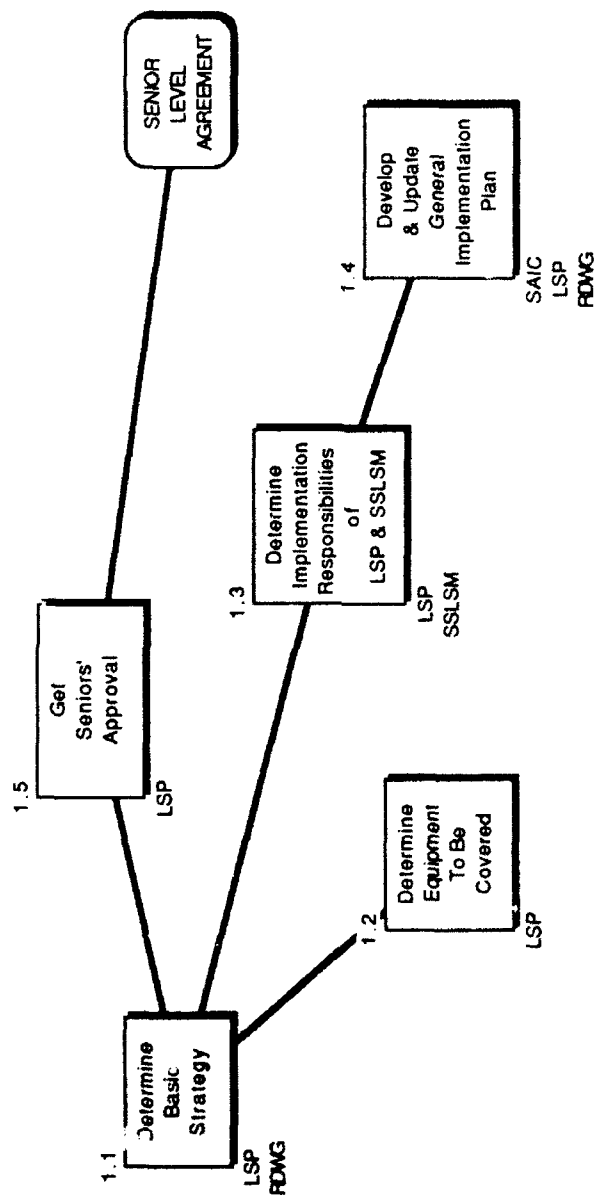 1.1
Determine
Basic
Strategy
LSP
RDWG
1.5
Get
Seniors'
Approval
LSP
SENIOR
LEVEL
AGREEMENT
1.2
Determine
Equipment
To Be
Covered
LSP
1.3
Determine
Implementation
Responsibilities
of
LSP & SSLSM
LSP
SSLSM
1.4
Develop
& Update
General
Implementation
Plan
SAIC
LSP
RDWG